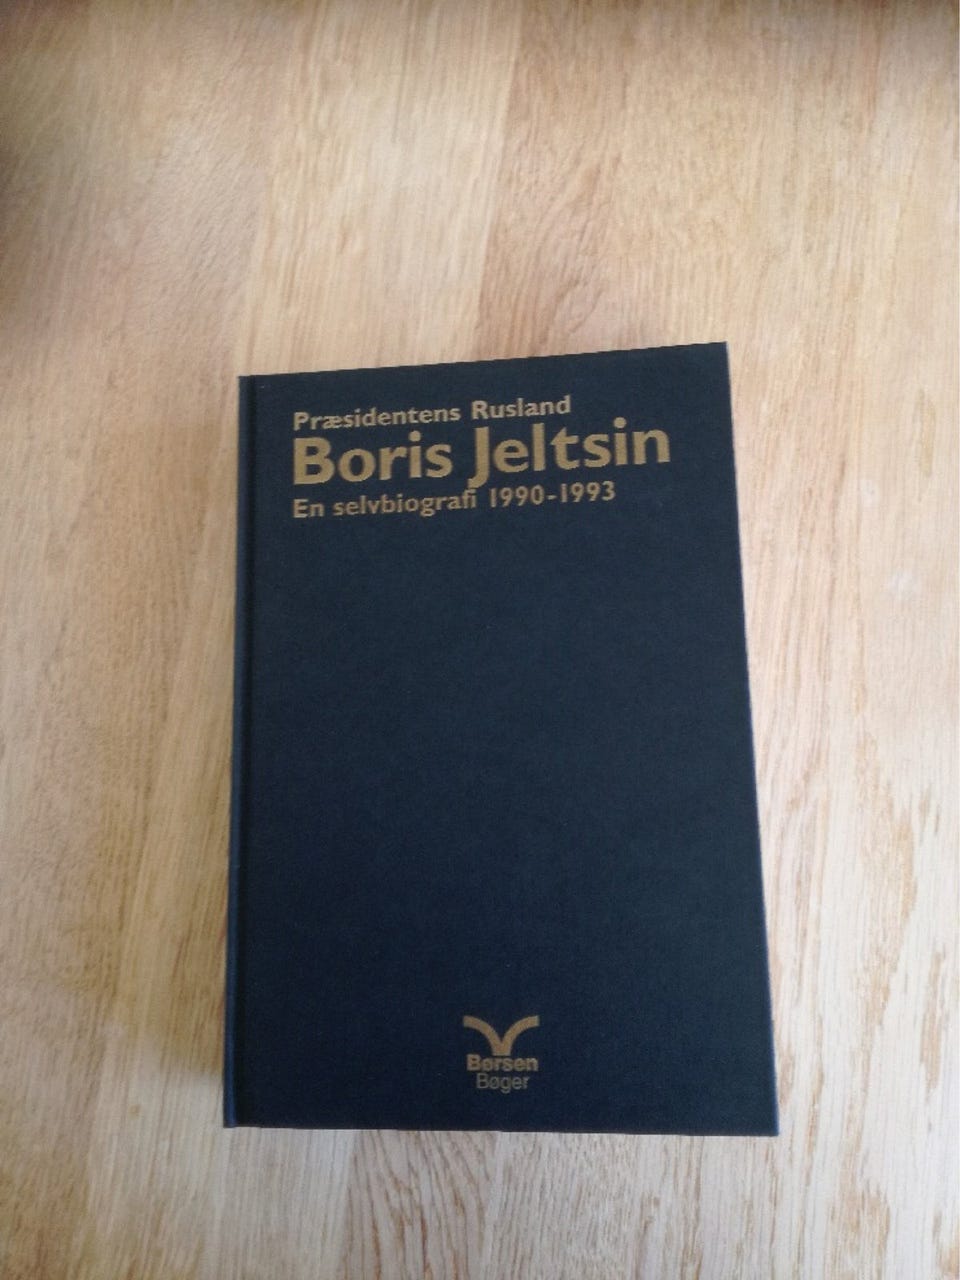 Præsidentens Rusland
Boris Jeltsin
En selvbiografi 1990-1993
Børsen
Bøger